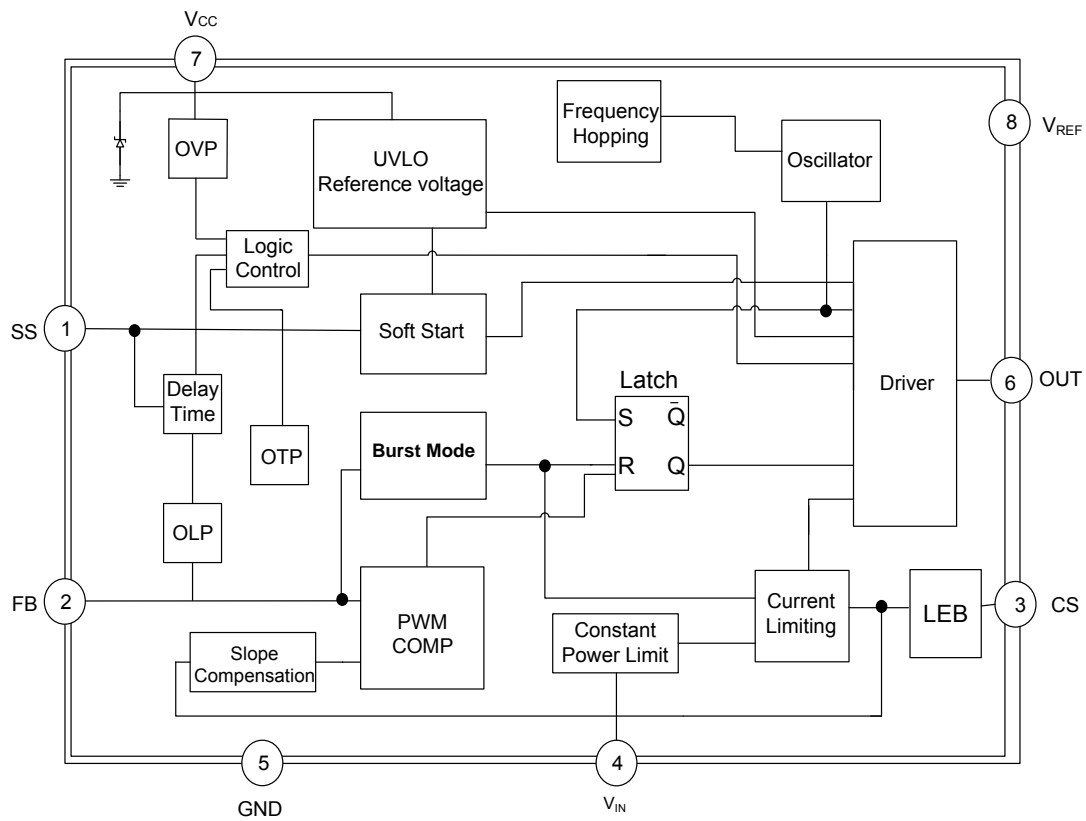 VCC
7
Frequency
Hopping
8
VREF
OVP
UVLO
Reference voltage
Oscillator
Logic
Control
SS
1
Soft Start
Driver
6
OUT
Delay
Time
Latch
S
Q̄
R
Q
OTP
Burst Mode
OLP
FB
2
PWM
COMP
Current
Limiting
LEB
3
CS
Constant
Power Limit
Slope
Compensation
5
GND
4
VIN